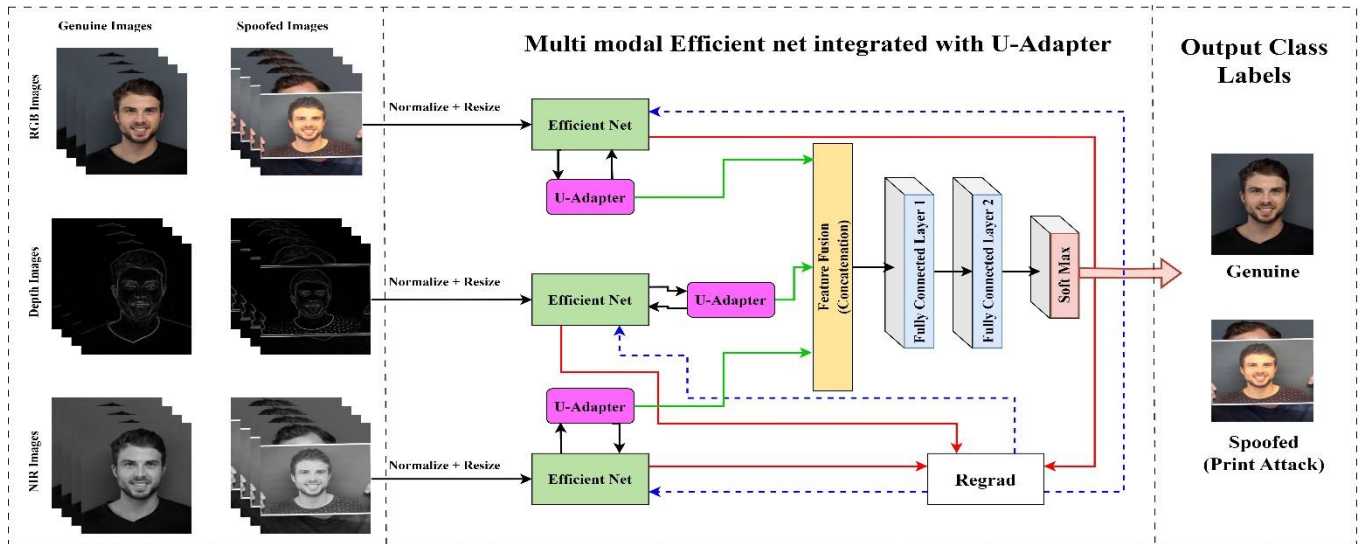 Genuine Images
Spoofed Images
Multi modal Efficient net integrated with U-Adapter
Output Class
Labels
RGB Images
Normalize + Resize
Efficient Net
U-Adapter
Depth Images
Normalize + Resize
Efficient Net
U-Adapter
Feature Fusion
(Concatenation)
Fully Connected Layer 1
Fully Connected Layer 2
Soft Max
Genuine
NIR Images
Normalize + Resize
U-Adapter
Efficient Net
Regrad
Spoofed
(Print Attack)